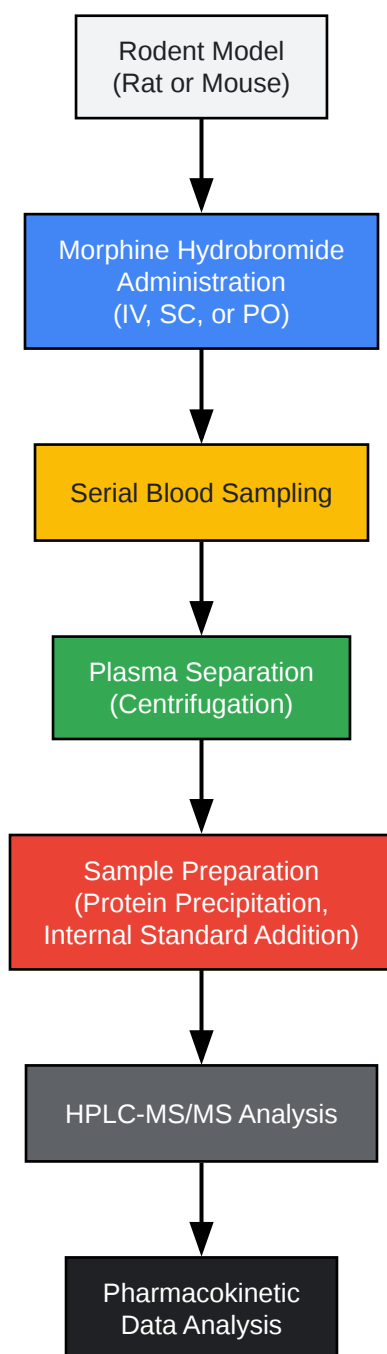 Rodent Model
(Rat or Mouse)
Morphine Hydrobromide
Administration
(IV, SC, or PO)
Serial Blood Sampling
Plasma Separation
(Centrifugation)
Sample Preparation
(Protein Precipitation,
Internal Standard Addition)
HPLC-MS/MS Analysis
Pharmacokinetic
Data Analysis